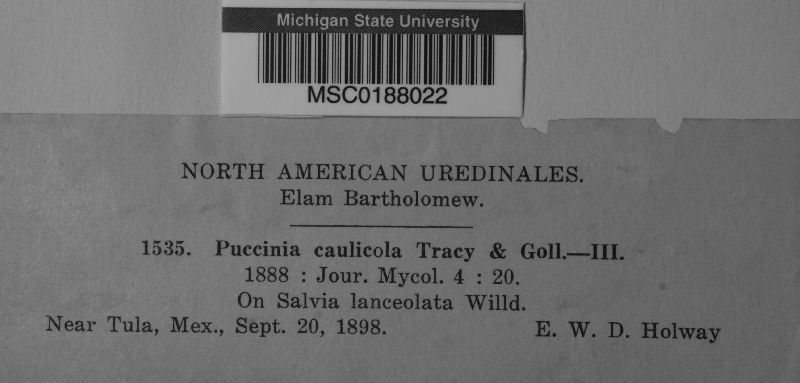 Michigan State University
MSC0188022
NORTH AMERICAN UREDINALES.
Elam Bartholomew.
1535. Puccinia caulicola Tracy & Goll.—III.
1888 : Jour. Mycol. 4 : 20.
On Salvia lanceolata Willd.
Near Tula, Mex., Sept. 20, 1898. E. W. D. Holway